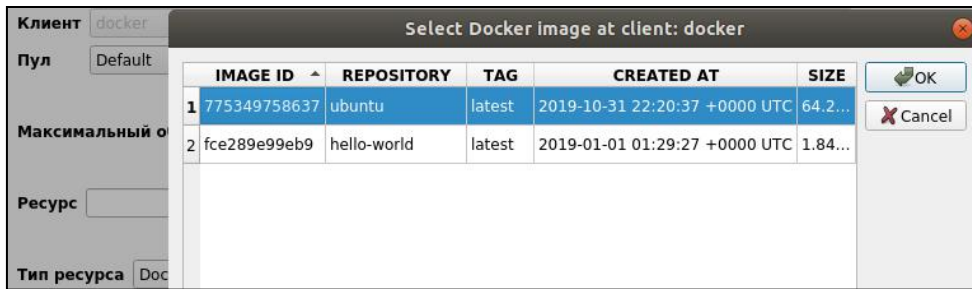 Клиент docker
Select Docker image at client: docker
Пул Default
IMAGE ID REPOSITORY TAG CREATED AT SIZE
OK
1 775349758637 ubuntu latest 2019-10-31 22:20:37 +0000 UTC 64.2...
Cancel
2 fce289e99eb9 hello-world latest 2019-01-01 01:29:27 +0000 UTC 1.84...
Максимальный о
Ресурс
Тип ресурса Doc